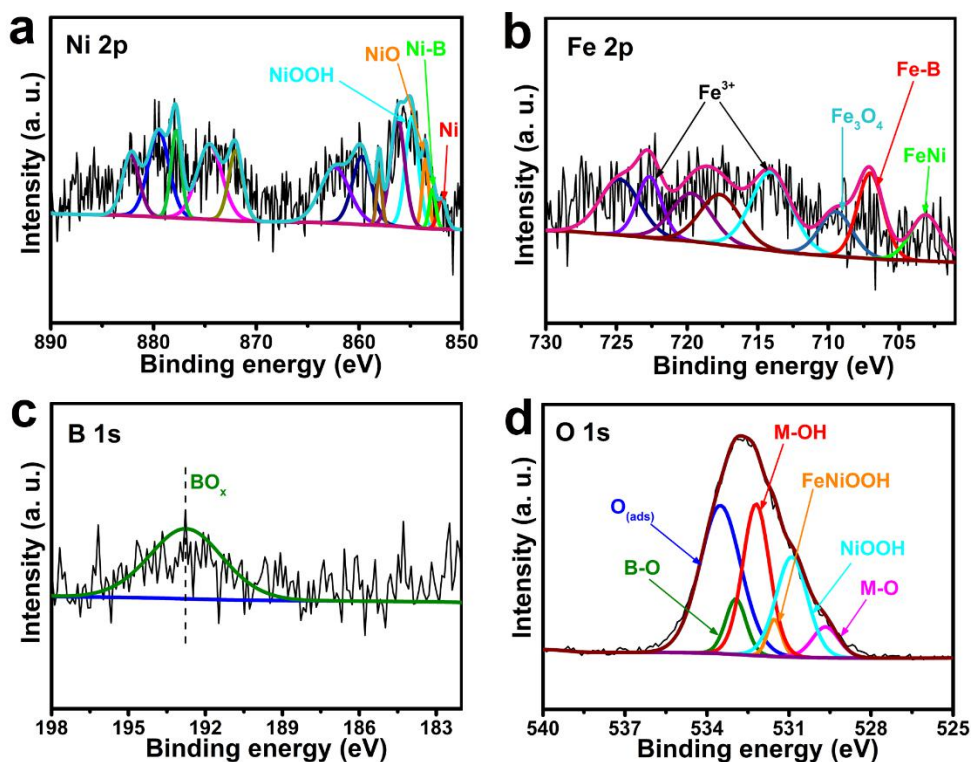 a
Ni 2p
NiOOH
NiO
Ni-B
Ni
Intensity (a. u.)
890 880 870 860 850
Binding energy (eV)
b
Fe 2p
Fe³⁺
Fe₃O₄
Fe-B
FeNi
Intensity (a. u.)
730 725 720 715 710 705
Binding energy (eV)
c
B 1s
BOₓ
Intensity (a. u.)
198 195 192 189 186 183
Binding energy (eV)
d
O 1s
M-OH
FeNiOOH
O(ads)
NiOOH
B-O
M-O
Intensity (a. u.)
540 537 534 531 528 525
Binding energy (eV)